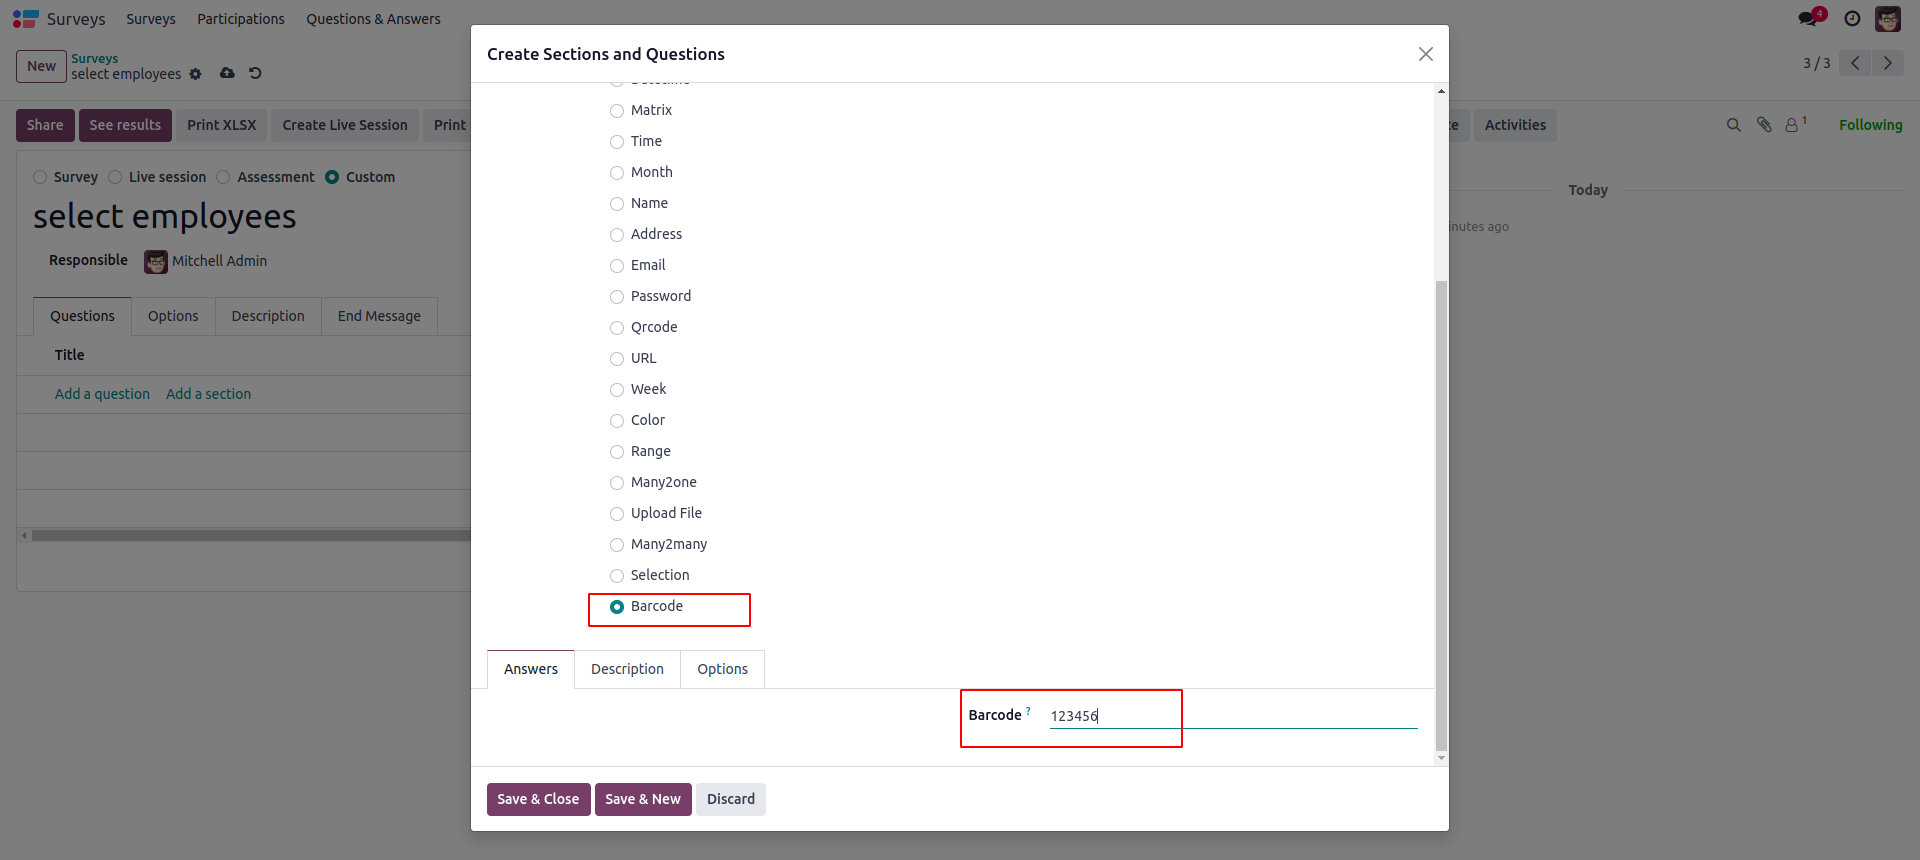 Surveys Surveys Participations Questions & Answers 4
New Surveys
select employees
3 / 3
Share See results Print XLSX Create Live Session Print
Activities 1 Following
Survey Live session Assessment Custom
select employees
Responsible Mitchell Admin
Questions Options Description End Message
Title
Add a question Add a section
Today
Create Sections and Questions
Datetime
Matrix
Time
Month
Name
Address
Email
Password
Qrcode
URL
Week
Color
Range
Many2one
Upload File
Many2many
Selection
Barcode
Answers Description Options
Barcode ? 123456
Save & Close Save & New Discard